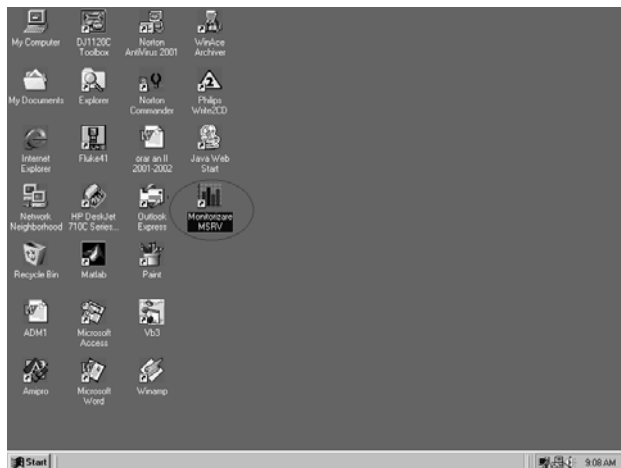 My Computer
DJ1120C
Toolbox
Norton
AntiVirus 2001
WinAce
Archiver
My Documents
Explorer
Norton
Commander
Philips
Write2CD
Internet
Explorer
Fluke41
orar an II
2001-2002
Java Web
Start
Network
Neighborhood
HP DeskJet
710C Series...
Outlook
Express
Monitorizare
MSRV
Recycle Bin
Matlab
Paint
ADM1
Microsoft
Access
Vb3
Amipro
Microsoft
Word
Winamp
Start
9:08 AM